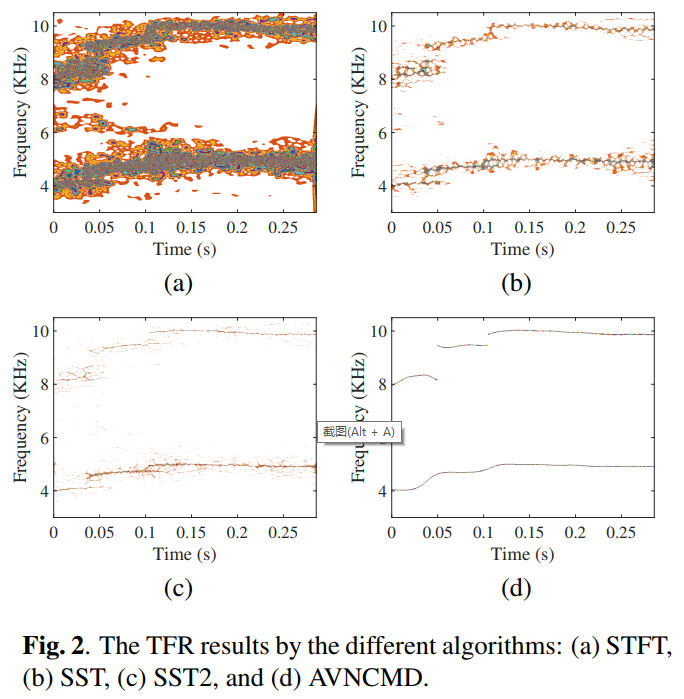 10
8
6
4
Frequency (KHz)
0 0.05 0.1 0.15 0.2 0.25
Time (s)
(a)
10
8
6
4
Frequency (KHz)
0 0.05 0.1 0.15 0.2 0.25
Time (s)
(b)
10
8
6
4
Frequency (KHz)
0 0.05 0.1 0.15 0.2 0.25
Time (s)
(c)
截图(Alt + A)
10
8
4
Frequency (KHz)
0 0.05 0.1 0.15 0.2 0.25
Time (s)
(d)
Fig. 2. The TFR results by the different algorithms: (a) STFT,
(b) SST, (c) SST2, and (d) AVNCMD.